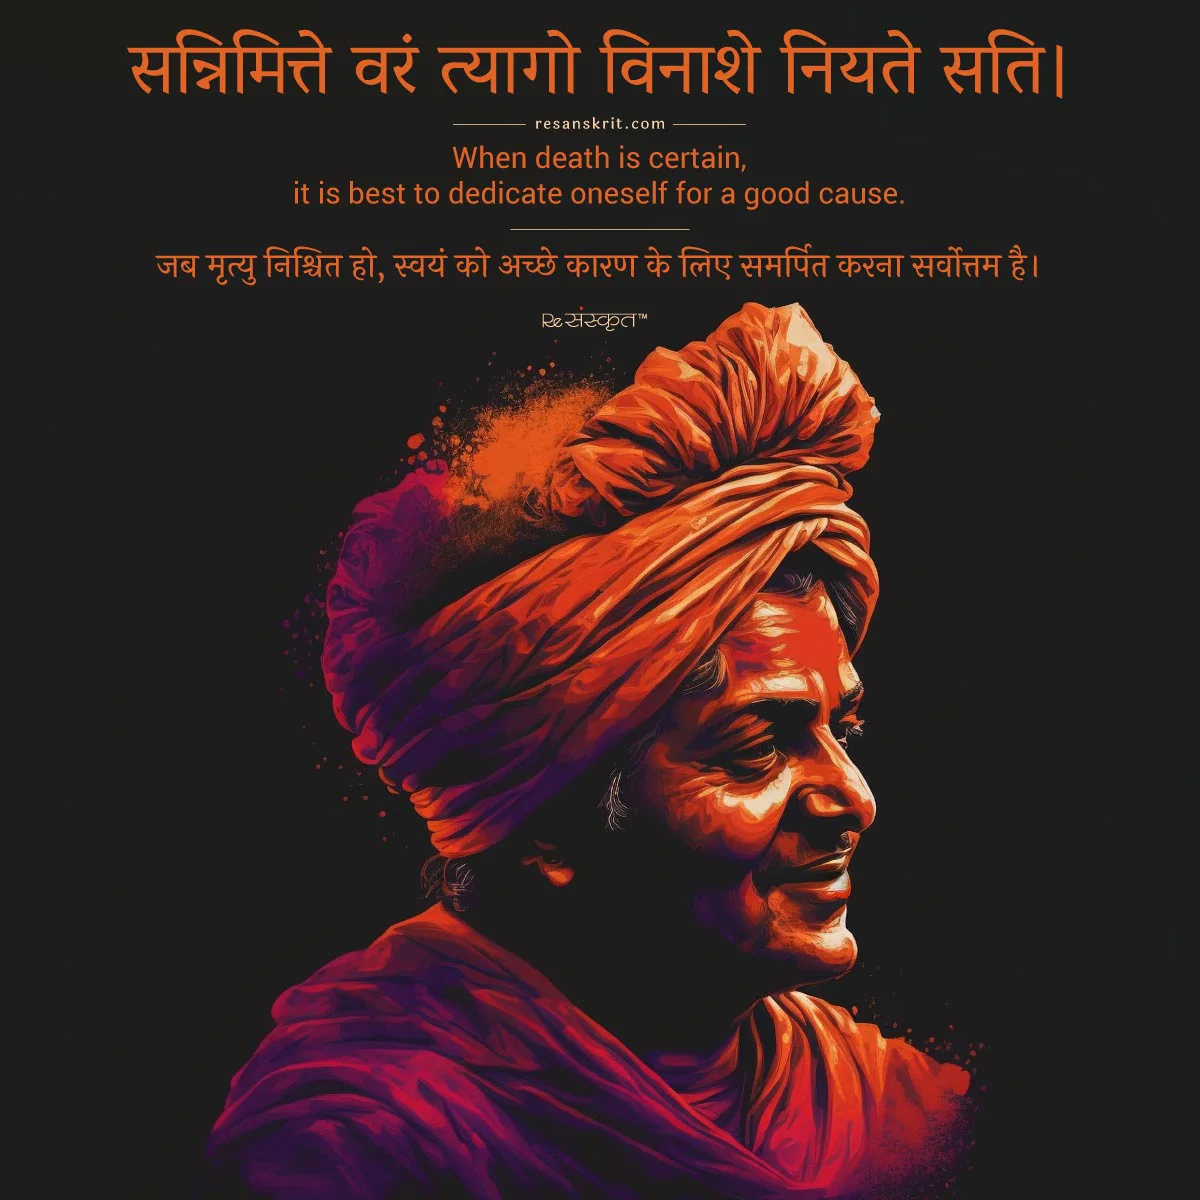 सन्निमित्ते वरं त्यागो विनाशे नियते सति।
resanskrit.com
When death is certain,
it is best to dedicate oneself for a good cause.
जब मृत्यु निश्चित हो, स्वयं को अच्छे कारण के लिए समर्पित करना सर्वोत्तम है।
Reसंस्कृत™